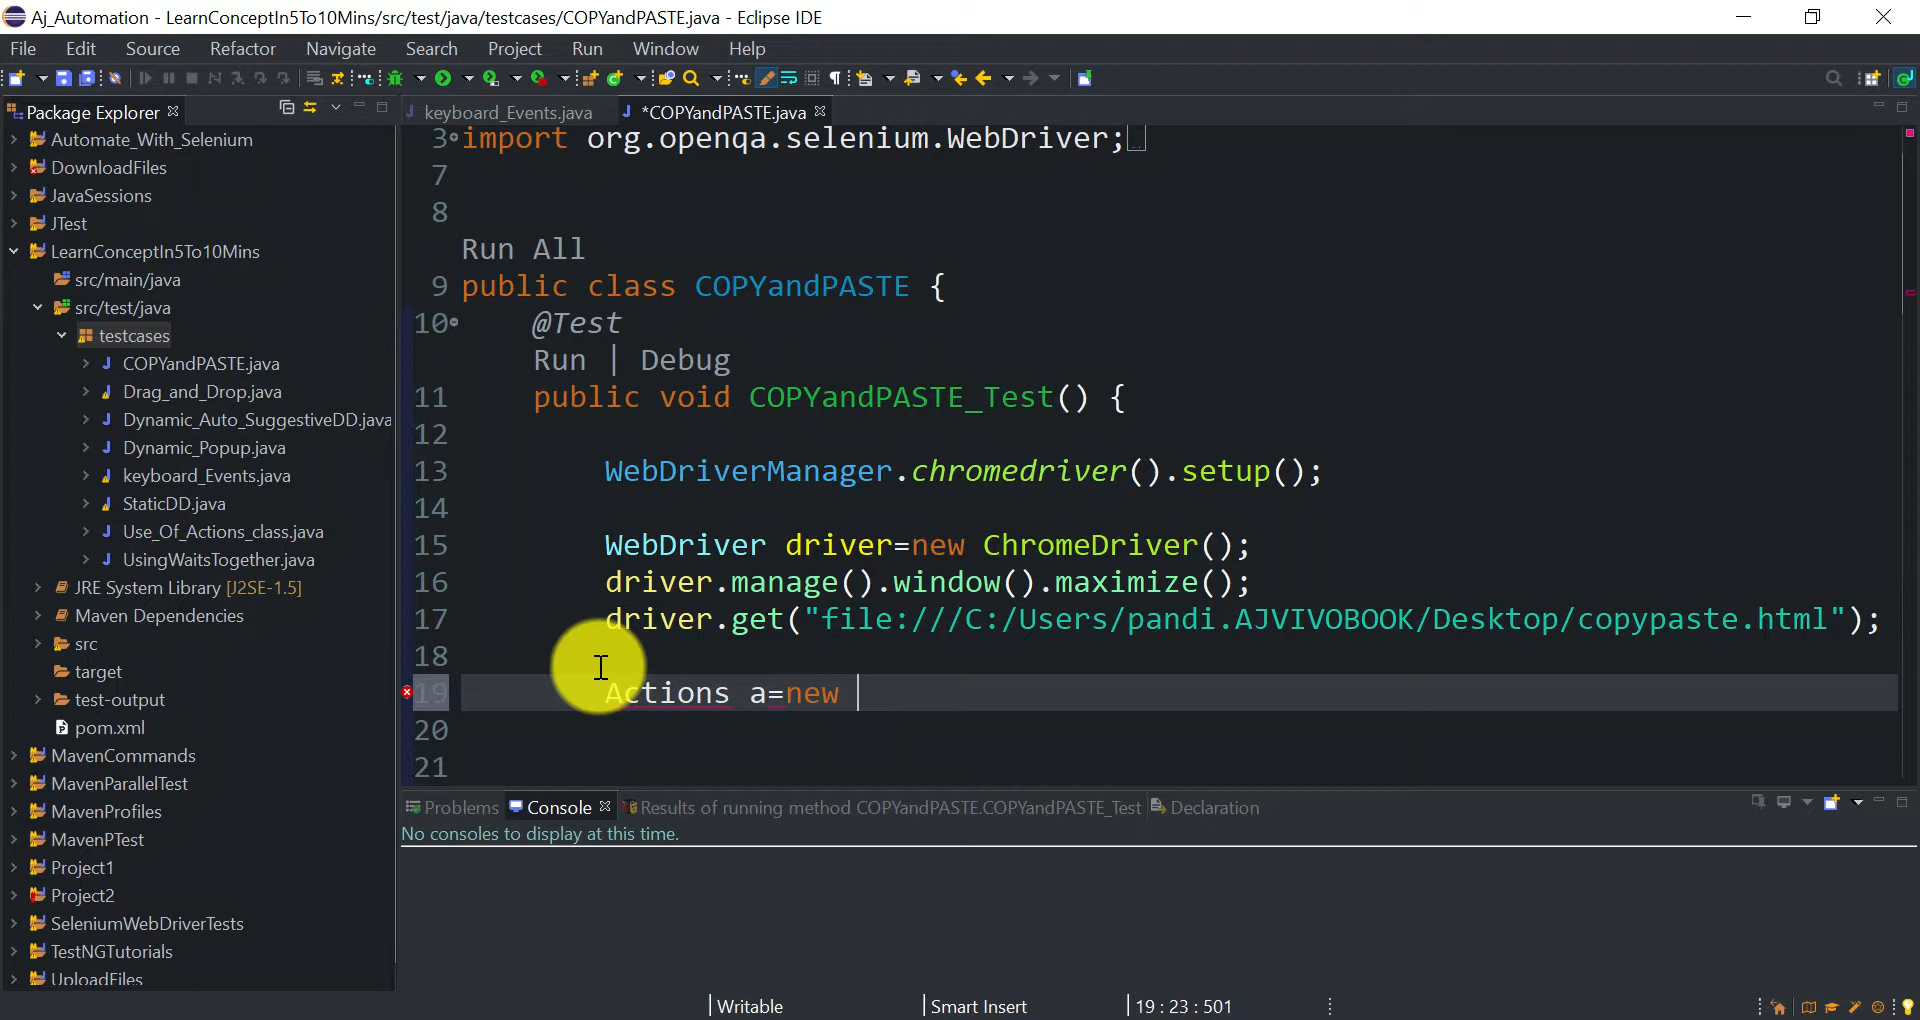 Aj_Automation - LearnConceptIn5To10Mins/src/test/java/testcases/COPYandPASTE.java - Eclipse IDE
File Edit Source Refactor Navigate Search Project Run Window Help
Package Explorer
keyboard_Events.java
*COPYandPASTE.java
Automate_With_Selenium
DownloadFiles
JavaSessions
JTest
LearnConceptIn5To10Mins
src/main/java
src/test/java
testcases
COPYandPASTE.java
Drag_and_Drop.java
Dynamic_Auto_SuggestiveDD.java
Dynamic_Popup.java
keyboard_Events.java
StaticDD.java
Use_Of_Actions_class.java
UsingWaitsTogether.java
JRE System Library [J2SE-1.5]
Maven Dependencies
src
target
test-output
pom.xml
MavenCommands
MavenParallelTest
MavenProfiles
MavenPTest
Project1
Project2
SeleniumWebDriverTests
TestNGTutorials
UploadFiles
3 import org.openqa.selenium.WebDriver;
7
8
Run All
9 public class COPYandPASTE {
10 @Test
Run | Debug
11 public void COPYandPASTE_Test() {
12
13 WebDriverManager.chromedriver().setup();
14
15 WebDriver driver=new ChromeDriver();
16 driver.manage().window().maximize();
17 driver.get("file:///C:/Users/pandi.AJVIVOBOOK/Desktop/copypaste.html");
18
19 Actions a=new
20
21
Problems Console Results of running method COPYandPASTE.COPYandPASTE_Test Declaration
No consoles to display at this time.
Writable Smart Insert 19 : 23 : 501